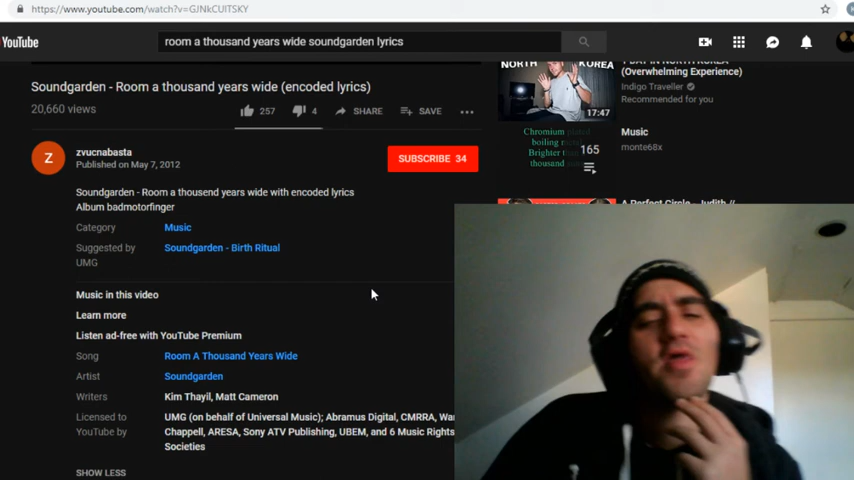 https://www.youtube.com/watch?v=GJNkCUITSKY
YouTube
room a thousand years wide soundgarden lyrics
Soundgarden - Room a thousand years wide (encoded lyrics)
20,660 views
257
4
SHARE
SAVE
Z
zvucnabasta
Published on May 7, 2012
SUBSCRIBE 34
Soundgarden - Room a thousend years wide with encoded lyrics
Album badmotorfinger
Category
Music
Suggested by
UMG
Soundgarden - Birth Ritual
Music in this video
Learn more
Listen ad-free with YouTube Premium
Song
Room A Thousand Years Wide
Artist
Soundgarden
Writers
Kim Thayil, Matt Cameron
Licensed to
YouTube by
UMG (on behalf of Universal Music); Abramus Digital, CMRRA,
Chappell, ARESA, Sony ATV Publishing, UBEM, and 6 Music Rights
Societies
SHOW LESS
NORTH KOREA
17:47
1 DAY IN NORTH KOREA
(Overwhelming Experience)
Indigo Traveller
Recommended for you
Chromium
boiling
Brighter
thousand
165
Music
monte68x
A Perfect Circle - Judith //